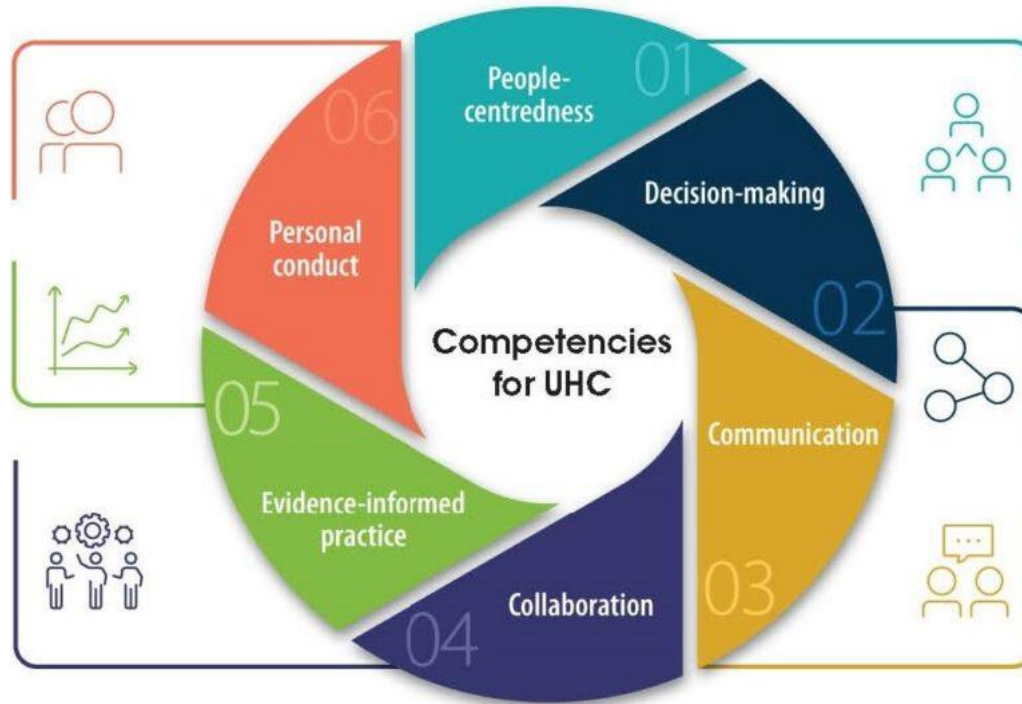 01
People-
centredness
Decision-making
02
Communication
03
Collaboration
04
Evidence-informed
practice
05
Personal
conduct
06
Competencies
for UHC